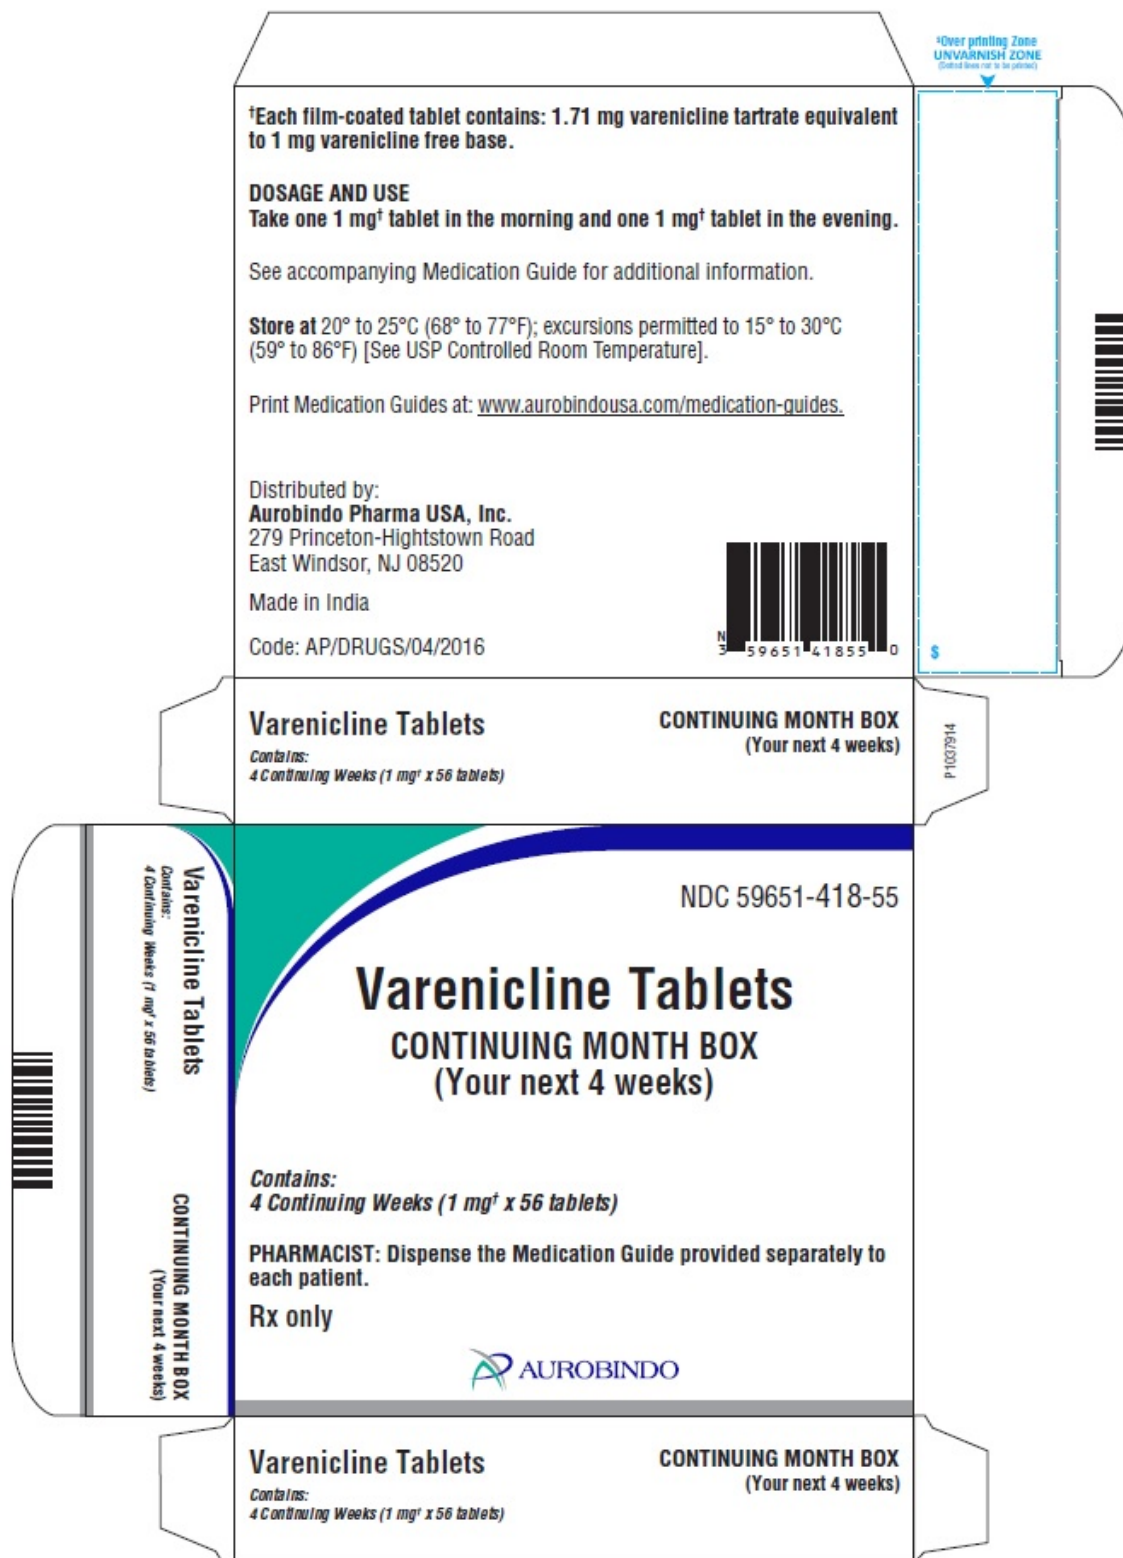 $Over printing Zone
UNVARNISH ZONE
(Dotted lines not to be printed)
†Each film-coated tablet contains: 1.71 mg varenicline tartrate equivalent
to 1 mg varenicline free base.
DOSAGE AND USE
Take one 1 mg† tablet in the morning and one 1 mg† tablet in the evening.
See accompanying Medication Guide for additional information.
Store at 20° to 25°C (68° to 77°F); excursions permitted to 15° to 30°C
(59° to 86°F) [See USP Controlled Room Temperature].
Print Medication Guides at: www.aurobindousa.com/medication-guides.
Distributed by:
Aurobindo Pharma USA, Inc.
279 Princeton-Hightstown Road
East Windsor, NJ 08520
Made in India
Code: AP/DRUGS/04/2016
N
3 59651 41855 0
$
Varenicline Tablets
Contains:
4 Continuing Weeks (1 mg† x 56 tablets)
CONTINUING MONTH BOX
(Your next 4 weeks)
P1037914
Varenicline Tablets
Contains:
4 Continuing Weeks (1 mg† x 56 tablets)
CONTINUING MONTH BOX
(Your next 4 weeks)
NDC 59651-418-55
Varenicline Tablets
CONTINUING MONTH BOX
(Your next 4 weeks)
Contains:
4 Continuing Weeks (1 mg† x 56 tablets)
PHARMACIST: Dispense the Medication Guide provided separately to
each patient.
Rx only
AUROBINDO
Varenicline Tablets
Contains:
4 Continuing Weeks (1 mg† x 56 tablets)
CONTINUING MONTH BOX
(Your next 4 weeks)